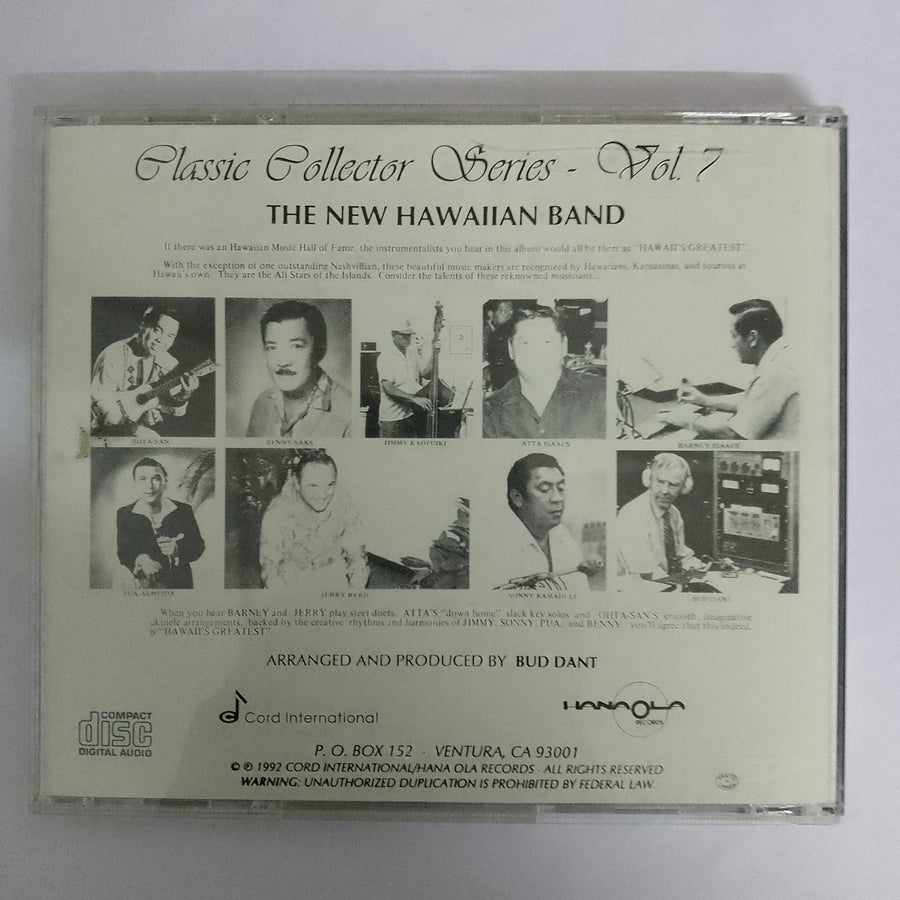 Classic Collector Series - Vol. 7
THE NEW HAWAIIAN BAND
If there was an Hawaiian Music Hall of Fame, the instrumentalists you hear in this album would all be there as "HAWAII'S GREATEST".
With the exception of one outstanding Nashvillian, these beautiful music makers are recognized by Hawaiians, Kamaainas, and tourists as
Hawaii's own. They are the All Stars of the Islands. Consider the talents of these reknowned musicians...
OHTA-SAN
BENNY SAKS
JIMMY KAOPUIKI
ATTA ISAACS
BARNEY ISAACS
PUA ALMEIDA
JERRY BYRD
SONNY KAMAHELE
BUD DANT
When you hear BARNEY and JERRY play steel duets, ATTA'S "down home" slack key solos and OHTA-SAN'S smooth, imaginative
ukulele arrangements, backed by the creative rhythms and harmonies of JIMMY, SONNY, PUA, and BENNY you'll agree that this indeed,
is "HAWAII'S GREATEST".
ARRANGED AND PRODUCED BY BUD DANT
COMPACT
disc
DIGITAL AUDIO
Cord International
HANA OLA
RECORDS
P. O. BOX 152 · VENTURA, CA 93001
© ℗ 1992 CORD INTERNATIONAL/HANA OLA RECORDS · ALL RIGHTS RESERVED
WARNING: UNAUTHORIZED DUPLICATION IS PROHIBITED BY FEDERAL LAW.